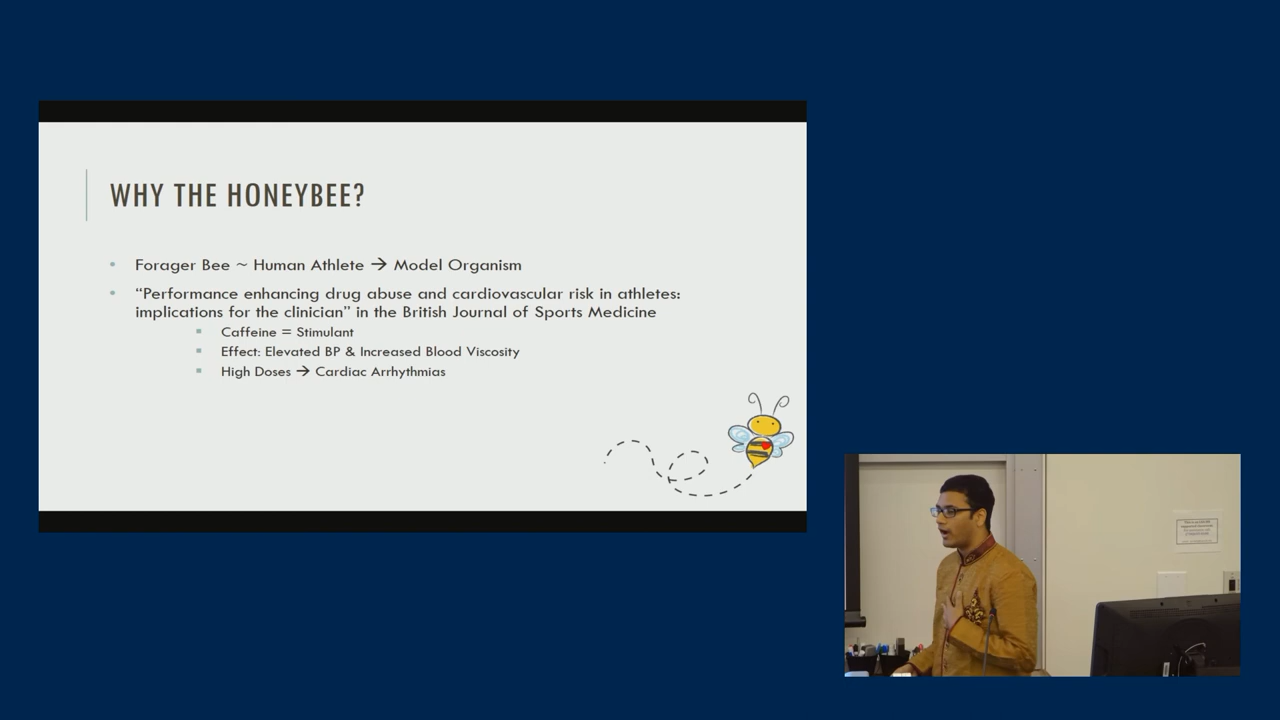 WHY THE HONEYBEE?
• Forager Bee ~ Human Athlete → Model Organism
• “Performance enhancing drug abuse and cardiovascular risk in athletes:
implications for the clinician” in the British Journal of Sports Medicine
▪ Caffeine = Stimulant
▪ Effect: Elevated BP & Increased Blood Viscosity
▪ High Doses → Cardiac Arrhythmias